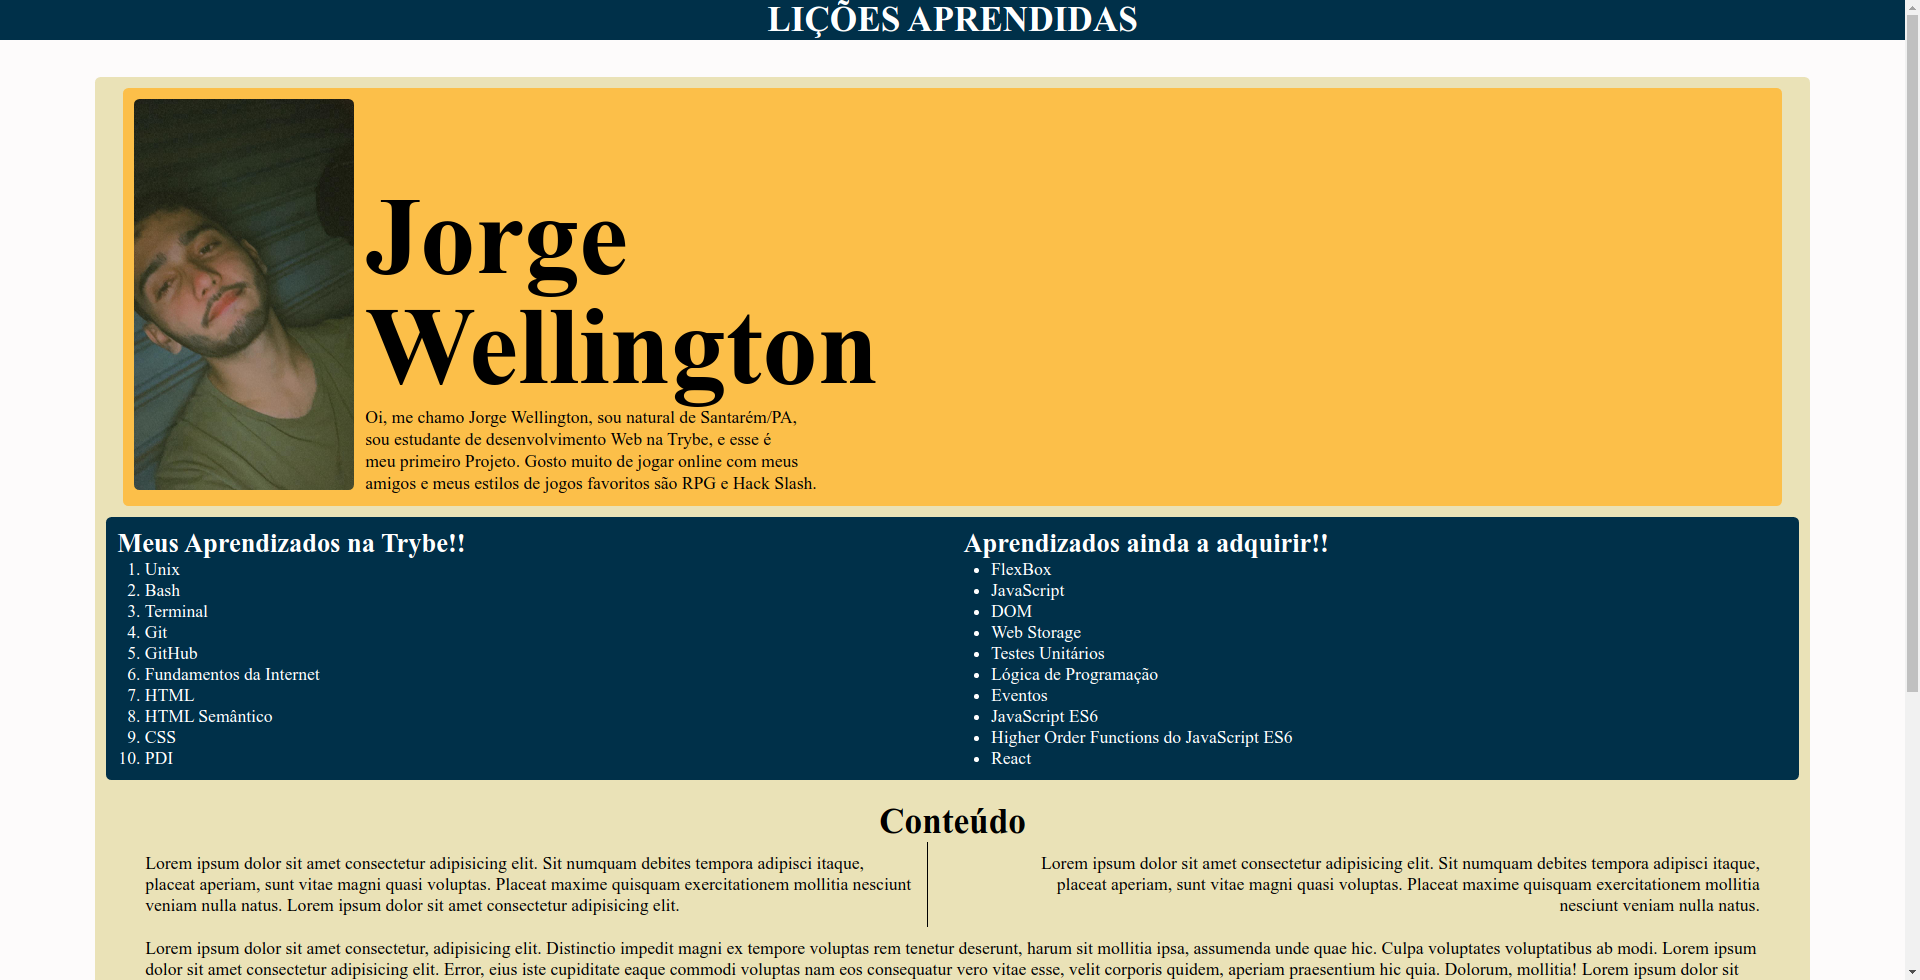 LIÇÕES APRENDIDAS
Jorge
Wellington
Oi, me chamo Jorge Wellington, sou natural de Santarém/PA,
sou estudante de desenvolvimento Web na Trybe, e esse é
meu primeiro Projeto. Gosto muito de jogar online com meus
amigos e meus estilos de jogos favoritos são RPG e Hack Slash.
Meus Aprendizados na Trybe!!
1. Unix
2. Bash
3. Terminal
4. Git
5. GitHub
6. Fundamentos da Internet
7. HTML
8. HTML Semântico
9. CSS
10. PDI
Aprendizados ainda a adquirir!!
• FlexBox
• JavaScript
• DOM
• Web Storage
• Testes Unitários
• Lógica de Programação
• Eventos
• JavaScript ES6
• Higher Order Functions do JavaScript ES6
• React
Conteúdo
Lorem ipsum dolor sit amet consectetur adipisicing elit. Sit numquam debites tempora adipisci itaque,
placeat aperiam, sunt vitae magni quasi voluptas. Placeat maxime quisquam exercitationem mollitia nesciunt
veniam nulla natus. Lorem ipsum dolor sit amet consectetur adipisicing elit.
Lorem ipsum dolor sit amet consectetur adipisicing elit. Sit numquam debites tempora adipisci itaque,
placeat aperiam, sunt vitae magni quasi voluptas. Placeat maxime quisquam exercitationem mollitia
nesciunt veniam nulla natus.
Lorem ipsum dolor sit amet consectetur, adipisicing elit. Distinctio impedit magni ex tempore voluptas rem tenetur deserunt, harum sit mollitia ipsa, assumenda unde quae hic. Culpa voluptates voluptatibus ab modi. Lorem ipsum
dolor sit amet consectetur adipisicing elit. Error, eius iste cupiditate eaque commodi voluptas nam eos consequatur vero vitae esse, velit corporis quidem, aperiam praesentium hic quia. Dolorum, mollitia! Lorem ipsum dolor sit